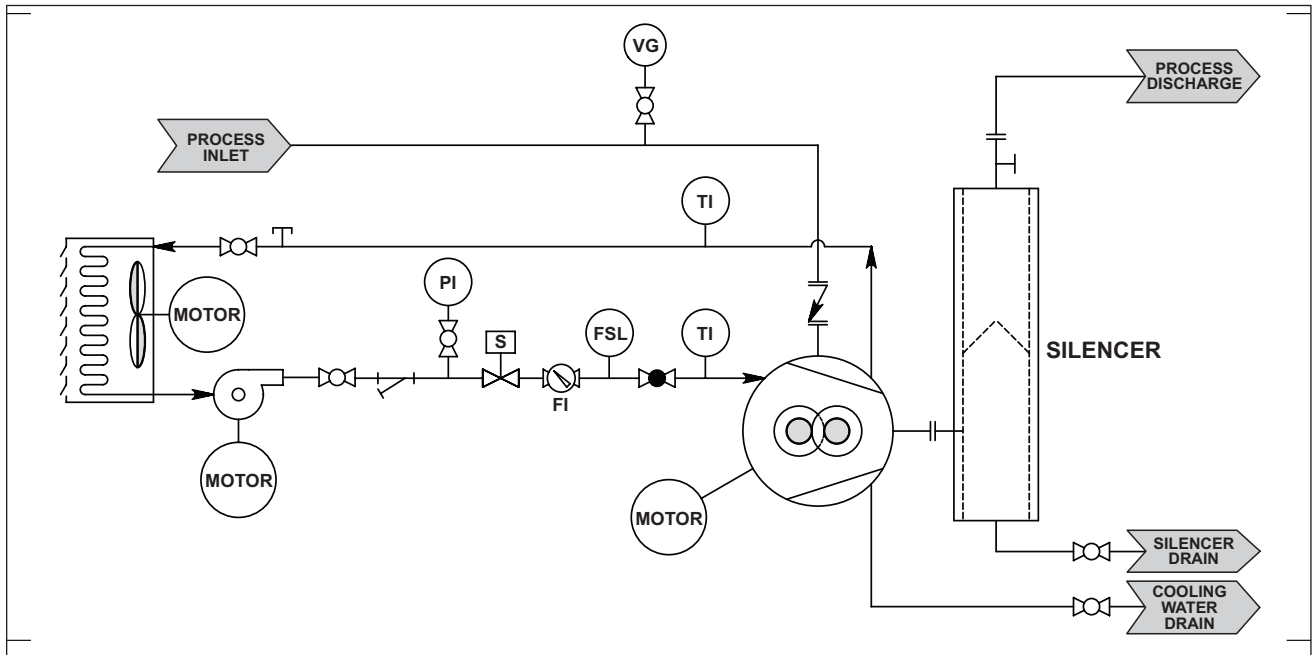 VG
PROCESS
DISCHARGE
PROCESS
INLET
TI
MOTOR
PI
S
FSL
TI
FI
SILENCER
MOTOR
MOTOR
SILENCER
DRAIN
COOLING
WATER
DRAIN